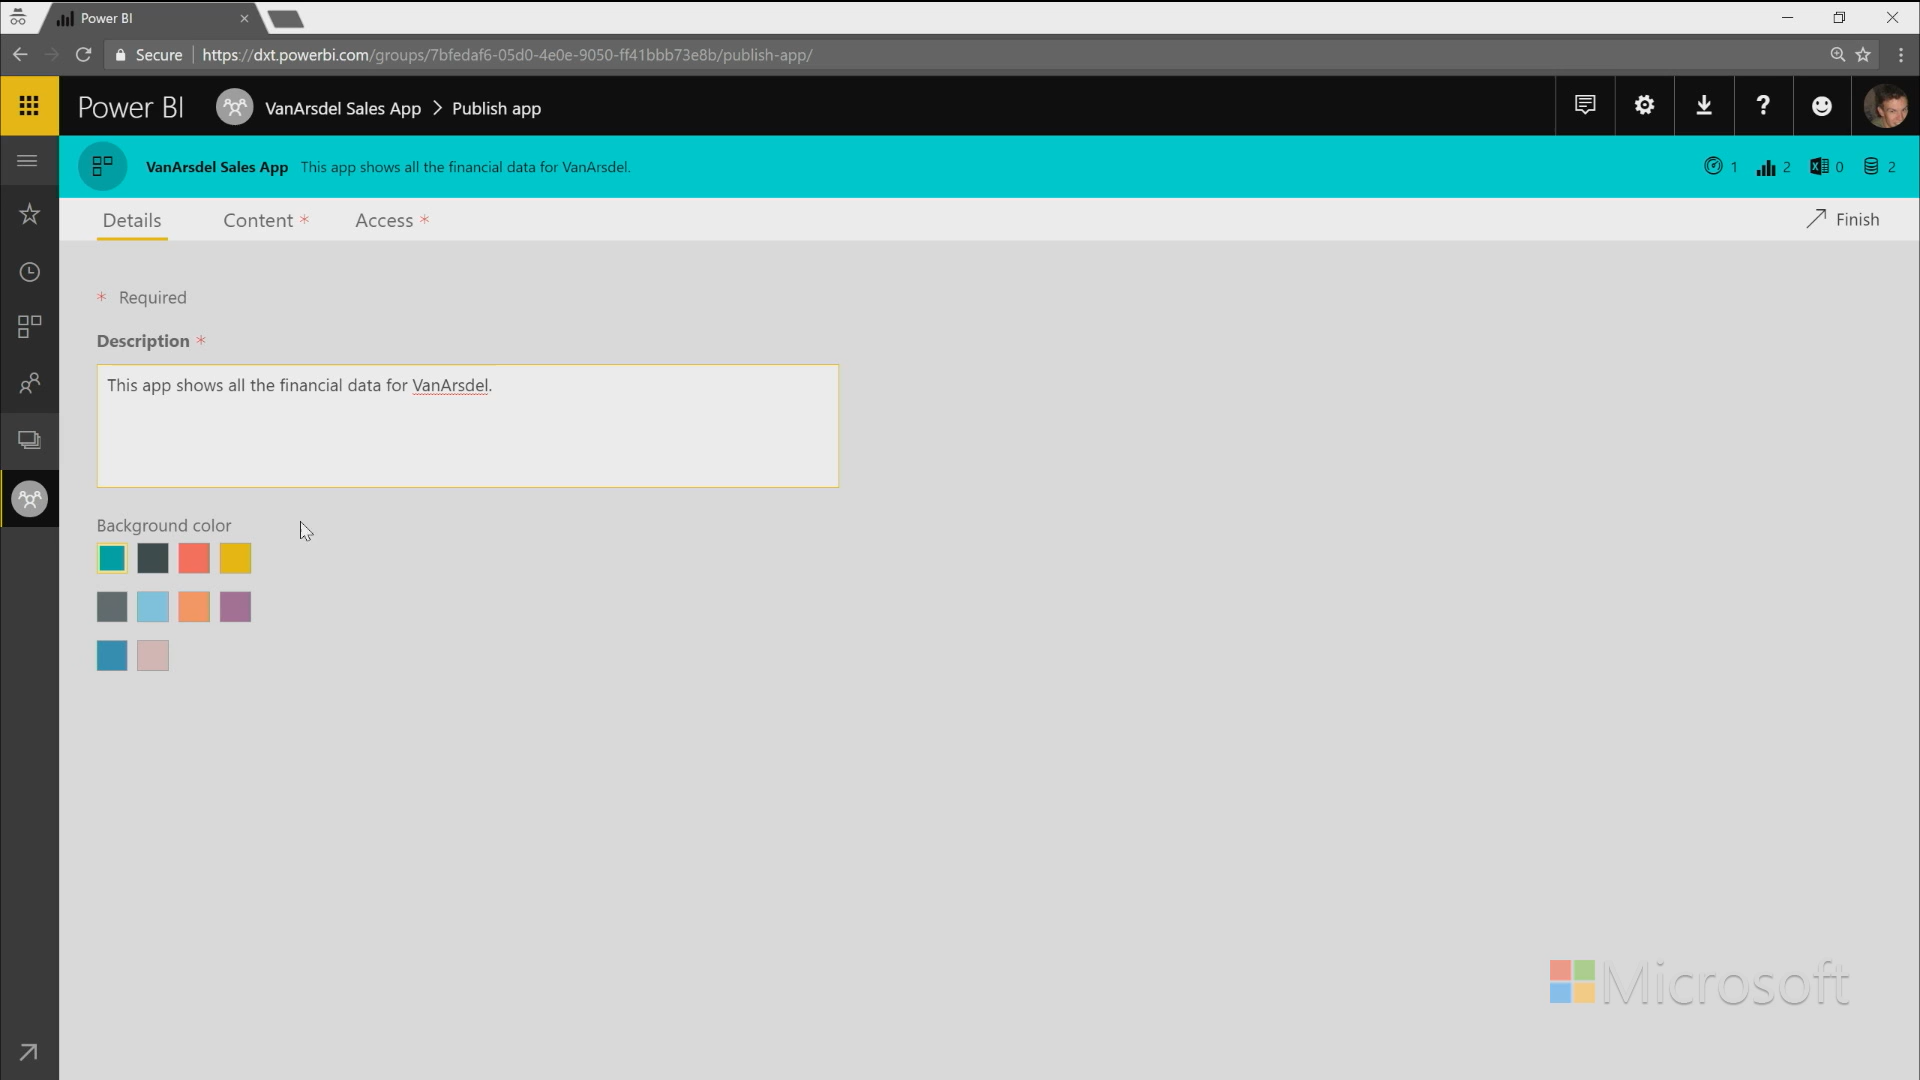 Power BI
Secure https://dxt.powerbi.com/groups/7bfedaf6-05d0-4e0e-9050-ff41bbb73e8b/publish-app/
Power BI VanArsdel Sales App > Publish app ?
VanArsdel Sales App This app shows all the financial data for VanArsdel. 1 2 0 2
Details Content * Access * Finish
* Required
Description *
This app shows all the financial data for VanArsdel.
Background color
Microsoft